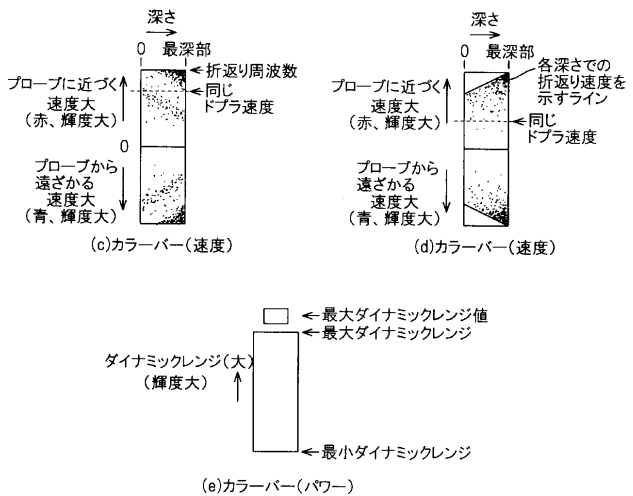 深さ
0 最深部
折返り周波数
同じ
ドプラ速度
プローブに近づく
速度大
(赤、輝度大)
0
プローブから
遠ざかる
速度大
(青、輝度大)
(c)カラーバー(速度)
深さ
0 最深部
各深さでの
折返り速度を
示すライン
プローブに近づく
速度大
(赤、輝度大)
同じ
ドプラ速度
プローブから
遠ざかる
速度大
(青、輝度大)
(d)カラーバー(速度)
最大ダイナミックレンジ値
最大ダイナミックレンジ
ダイナミックレンジ(大)
(輝度大)
最小ダイナミックレンジ
(e)カラーバー(パワー)